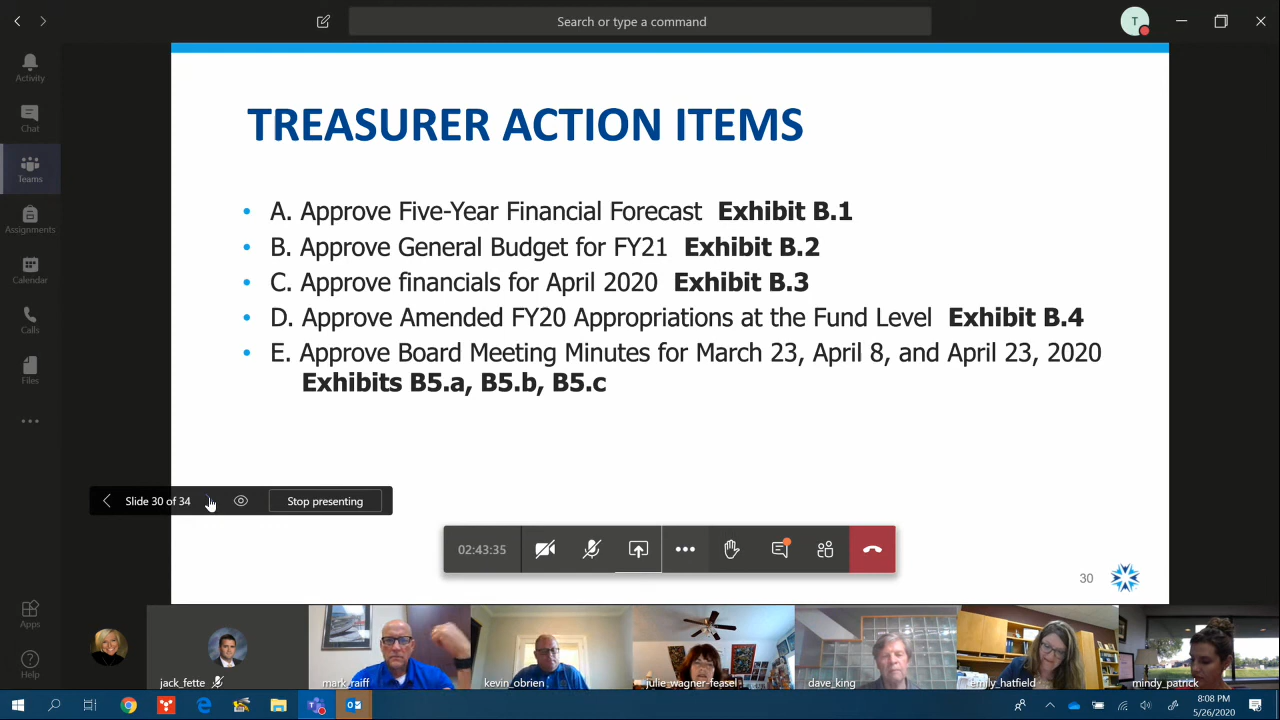 Search or type a command
T
Activity
Chat
Teams
Assignments
Calendar
Calls
Files
Apps
Help
TREASURER ACTION ITEMS
• A. Approve Five-Year Financial Forecast Exhibit B.1
• B. Approve General Budget for FY21 Exhibit B.2
• C. Approve financials for April 2020 Exhibit B.3
• D. Approve Amended FY20 Appropriations at the Fund Level Exhibit B.4
• E. Approve Board Meeting Minutes for March 23, April 8, and April 23, 2020
Exhibits B5.a, B5.b, B5.c
Slide 30 of 34
Stop presenting
02:43:35
30
jack_fette
mark_raiff
kevin_obrien
julie_wagner-feasel
dave_king
emily_hatfield
mindy_patrick
8:08 PM
5/26/2020